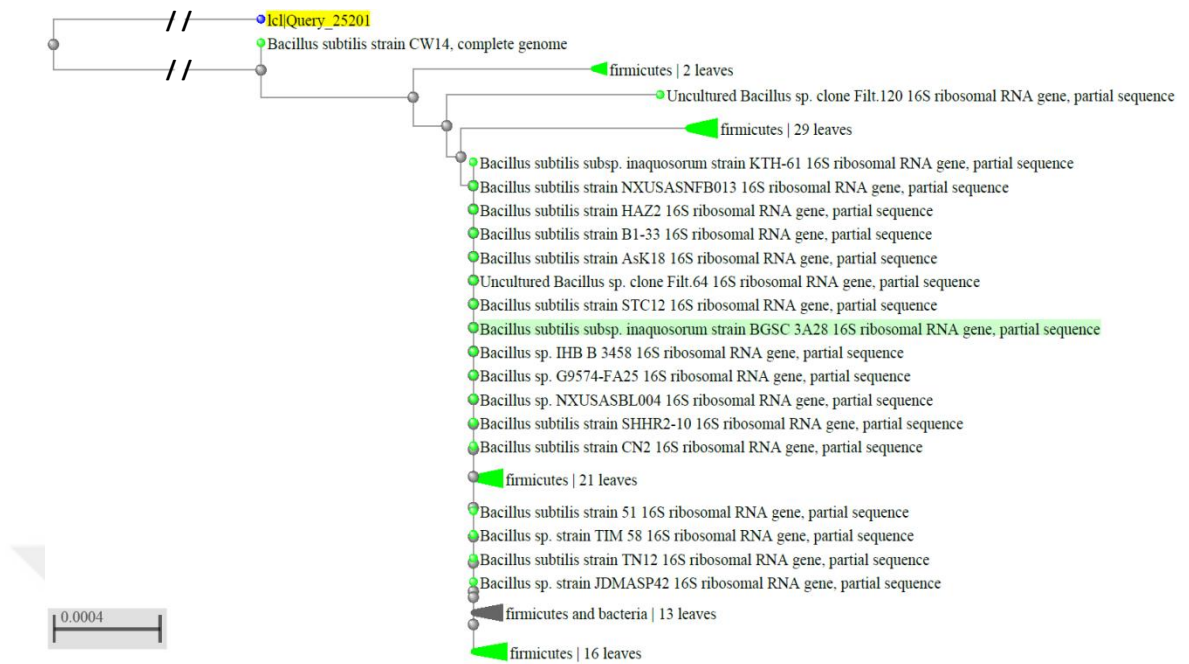 lcl|Query_25201
Bacillus subtilis strain CW14, complete genome
firmicutes | 2 leaves
Uncultured Bacillus sp. clone Filt.120 16S ribosomal RNA gene, partial sequence
firmicutes | 29 leaves
Bacillus subtilis subsp. inaquosorum strain KTH-61 16S ribosomal RNA gene, partial sequence
Bacillus subtilis strain NXUSASNFB013 16S ribosomal RNA gene, partial sequence
Bacillus subtilis strain HAZ2 16S ribosomal RNA gene, partial sequence
Bacillus subtilis strain B1-33 16S ribosomal RNA gene, partial sequence
Bacillus subtilis strain AsK18 16S ribosomal RNA gene, partial sequence
Uncultured Bacillus sp. clone Filt.64 16S ribosomal RNA gene, partial sequence
Bacillus subtilis strain STC12 16S ribosomal RNA gene, partial sequence
Bacillus subtilis subsp. inaquosorum strain BGSC 3A28 16S ribosomal RNA gene, partial sequence
Bacillus sp. IHB B 3458 16S ribosomal RNA gene, partial sequence
Bacillus sp. G9574-FA25 16S ribosomal RNA gene, partial sequence
Bacillus sp. NXUSASBL004 16S ribosomal RNA gene, partial sequence
Bacillus subtilis strain SHHR2-10 16S ribosomal RNA gene, partial sequence
Bacillus subtilis strain CN2 16S ribosomal RNA gene, partial sequence
firmicutes | 21 leaves
Bacillus subtilis strain 51 16S ribosomal RNA gene, partial sequence
Bacillus sp. strain TIM 58 16S ribosomal RNA gene, partial sequence
Bacillus subtilis strain TN12 16S ribosomal RNA gene, partial sequence
Bacillus sp. strain JDMASP42 16S ribosomal RNA gene, partial sequence
firmicutes and bacteria | 13 leaves
0.0004
firmicutes | 16 leaves